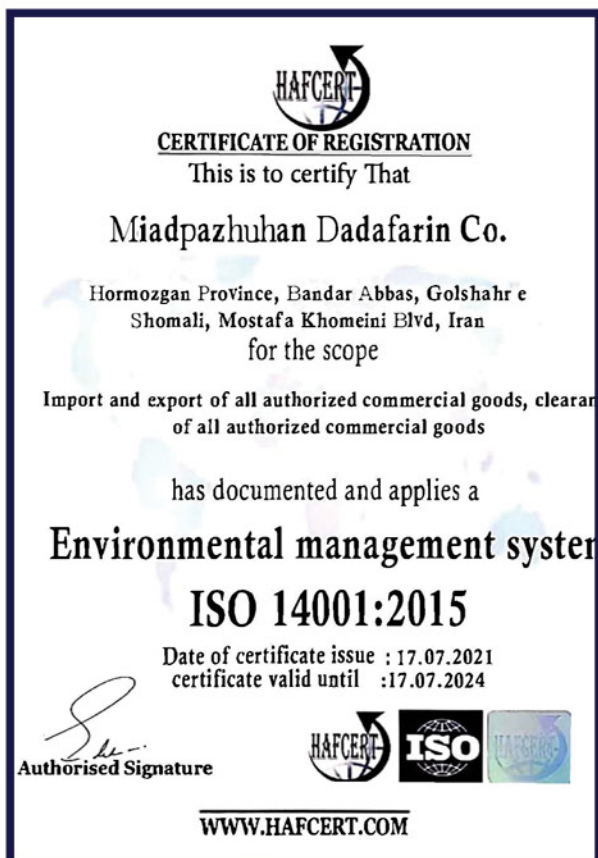 HAFCERT
CERTIFICATE OF REGISTRATION
This is to certify That
Miadpazhuhan Dadafarin Co.
Hormozgan Province, Bandar Abbas, Golshahr e
Shomali, Mostafa Khomeini Blvd, Iran
for the scope
Import and export of all authorized commercial goods, clearan
of all authorized commercial goods
has documented and applies a
Environmental management system
ISO 14001:2015
Date of certificate issue : 17.07.2021
certificate valid until :17.07.2024
Authorised Signature
HAFCERT
ISO
HAFCERT
WWW.HAFCERT.COM